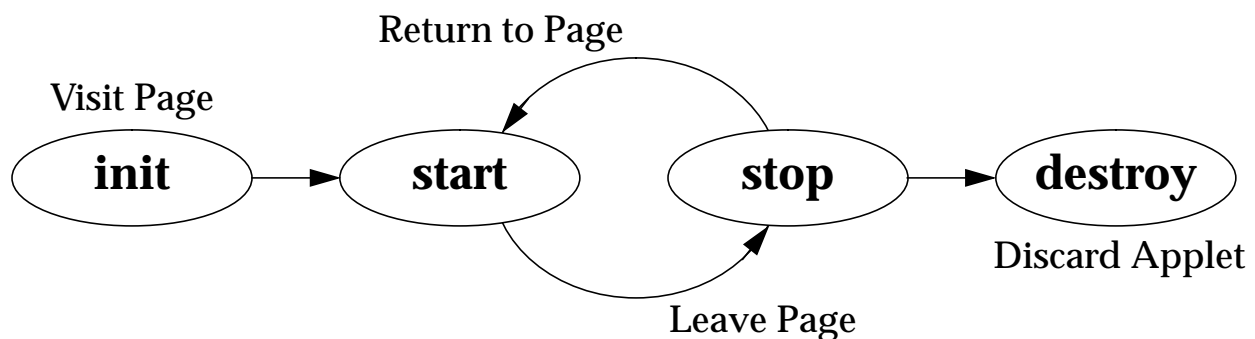 Return to Page
Visit Page
init
start
stop
destroy
Discard Applet
Leave Page